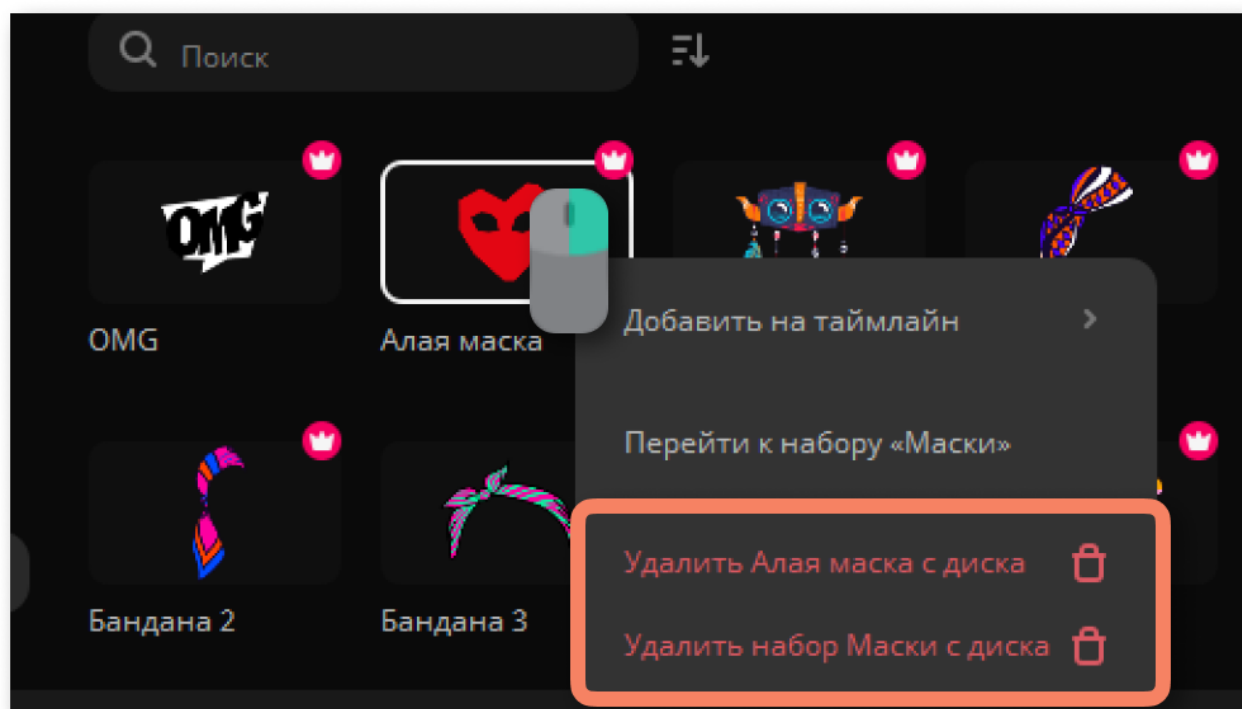 Поиск
OMG
OMG
Алая маска
Добавить на таймлайн
Перейти к набору «Маски»
Бандана 2
Бандана 3
Удалить Алая маска с диска
Удалить набор Маски с диска